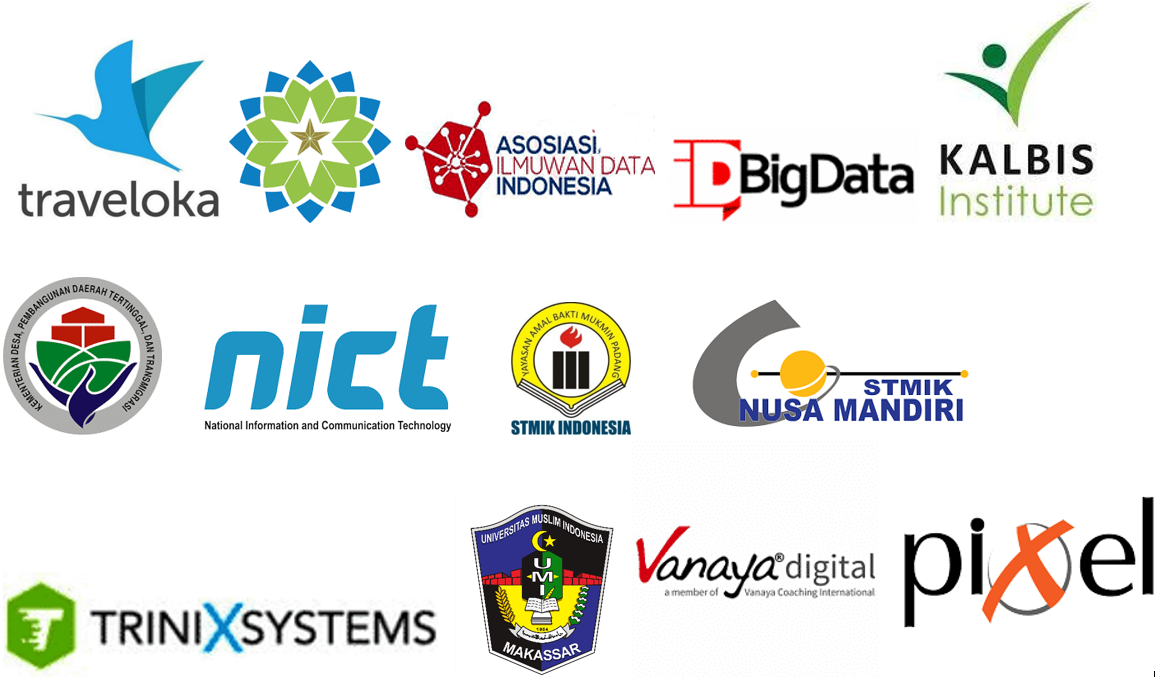 traveloka
ASOSIASI
ILMUWAN DATA
INDONESIA
iDBigData
KALBIS
Institute
KEMENTERIAN DESA, PEMBANGUNAN DAERAH TERTINGGAL, DAN TRANSMIGRASI
nict
National Information and Communication Technology
YAYASAN AMAL BAKTI MUKMIN PADANG
STMIK INDONESIA
STMIK
NUSA MANDIRI
TRINIXSYSTEMS
UNIVERSITAS MUSLIM INDONESIA
UMI
1954
MAKASSAR
Vanaya® digital
a member of Vanaya Coaching International
pixel